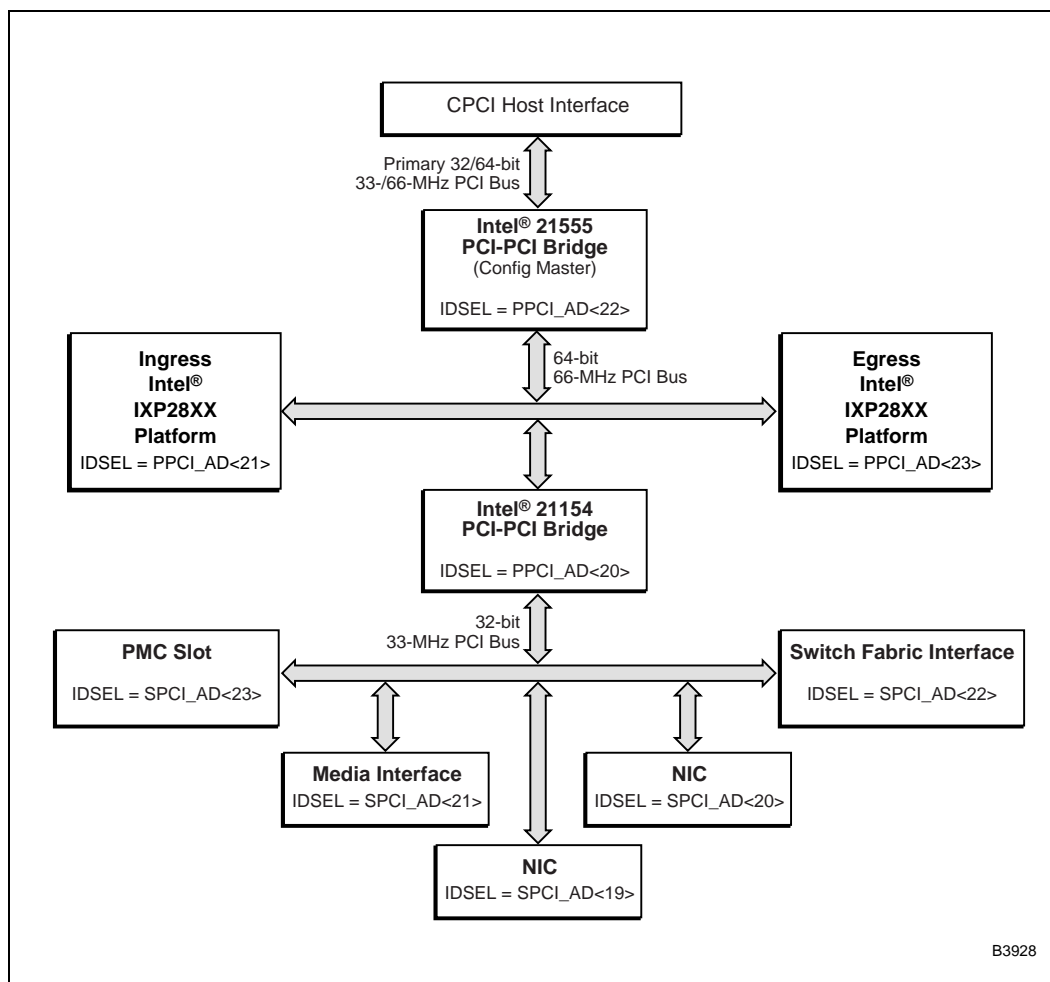 CPCI Host Interface
Primary 32/64-bit
33-/66-MHz PCI Bus
Intel® 21555
PCI-PCI Bridge
(Config Master)
IDSEL = PPCI_AD<22>
64-bit
66-MHz PCI Bus
Ingress
Intel®
IXP28XX
Platform
IDSEL = PPCI_AD<21>
Egress
Intel®
IXP28XX
Platform
IDSEL = PPCI_AD<23>
Intel® 21154
PCI-PCI Bridge
IDSEL = PPCI_AD<20>
32-bit
33-MHz PCI Bus
PMC Slot
IDSEL = SPCI_AD<23>
Switch Fabric Interface
IDSEL = SPCI_AD<22>
Media Interface
IDSEL = SPCI_AD<21>
NIC
IDSEL = SPCI_AD<20>
NIC
IDSEL = SPCI_AD<19>
B3928